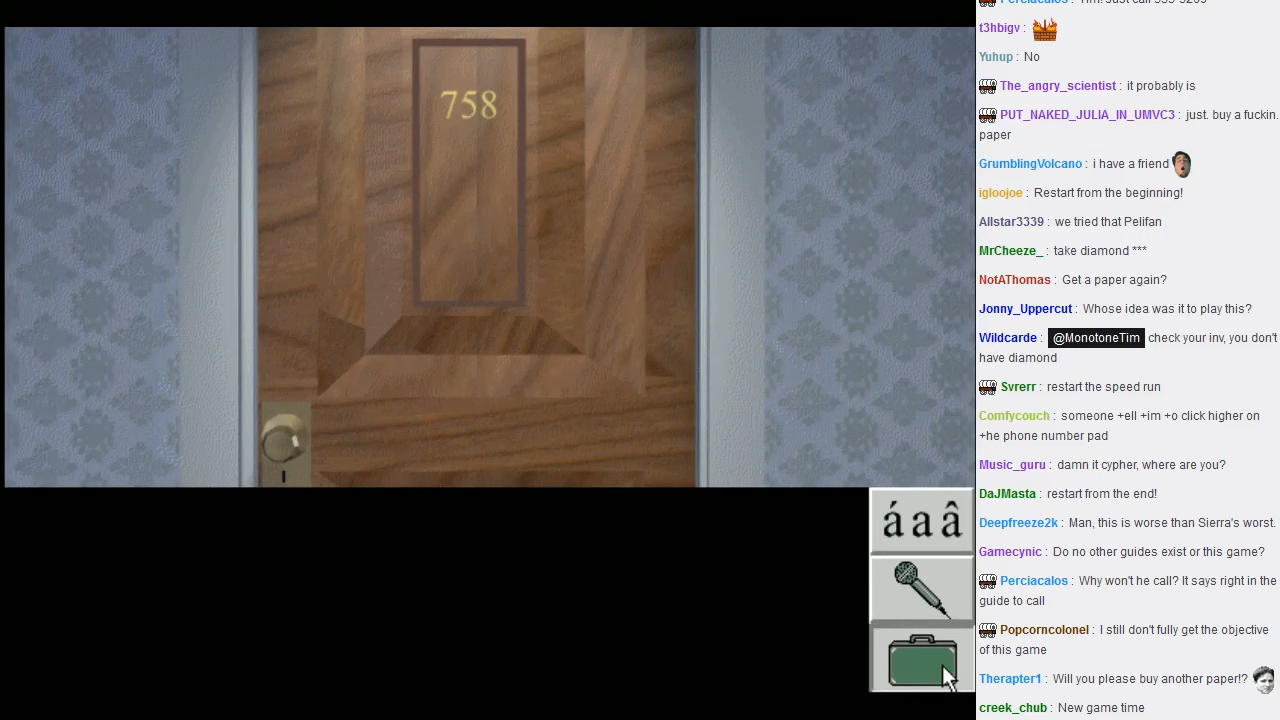 758
á a â
t3hbigv :
Yuhup : No
The_angry_scientist : it probably is
PUT_NAKED_JULIA_IN_UMVC3 : just. buy a fuckin.
paper
GrumblingVolcano : i have a friend
igloojoe : Restart from the beginning!
Allstar3339 : we tried that Pelifan
MrCheeze_ : take diamond ***
NotAThomas : Get a paper again?
Jonny_Uppercut : Whose idea was it to play this?
Wildcarde : @MonotoneTim check your inv, you don't
have diamond
Svrerr : restart the speed run
Comfycouch : someone +ell +im +o click higher on
+he phone number pad
Music_guru : damn it cypher, where are you?
DaJMasta : restart from the end!
Deepfreeze2k : Man, this is worse than Sierra's worst.
Gamecynic : Do no other guides exist or this game?
Perciacalos : Why won't he call? It says right in the
guide to call
Popcorncolonel : I still don't fully get the objective
of this game
Therapter1 : Will you please buy another paper!?
creek_chub : New game time